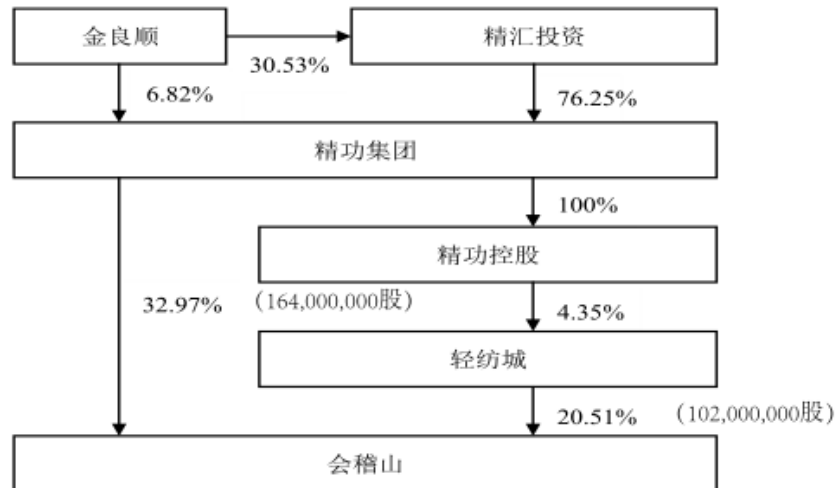 金良顺
精汇投资
30.53%
6.82%
76.25%
精功集团
100%
精功控股
32.97%
(164,000,000股)
4.35%
轻纺城
20.51%
(102,000,000股)
会稽山